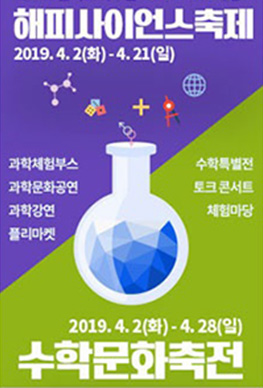 해피사이언스축제
2019. 4. 2(화) - 4. 21(일)
과학체험부스
과학문화공연
과학강연
플리마켓
수학특별전
토크 콘서트
체험마당
2019. 4. 2(화) - 4. 28(일)
수학문화축전